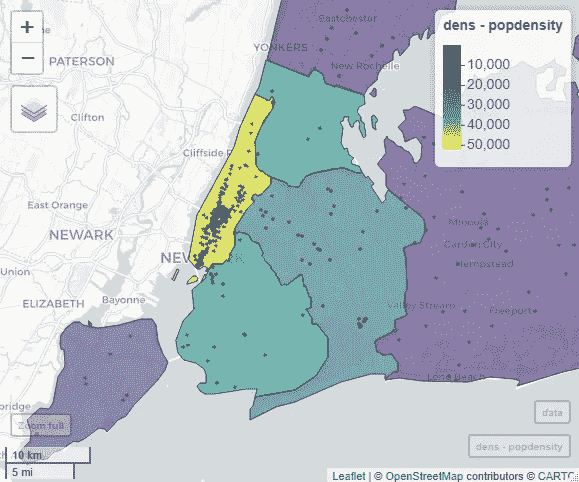 +
−
dens - popdensity
10,000
20,000
30,000
40,000
50,000
Eastchester
YONKERS
New Rochelle
PATERSON
Clifton
Cliffside
East Orange
NEWARK
NEW
Mineola
Garden City
Hempstead
Union
ELIZABETH
Bayonne
Valley Stream
Freeport
Long Beach
Zoom full
data
dens - popdensity
10 km
5 mi
Leaflet | © OpenStreetMap contributors © CARTO